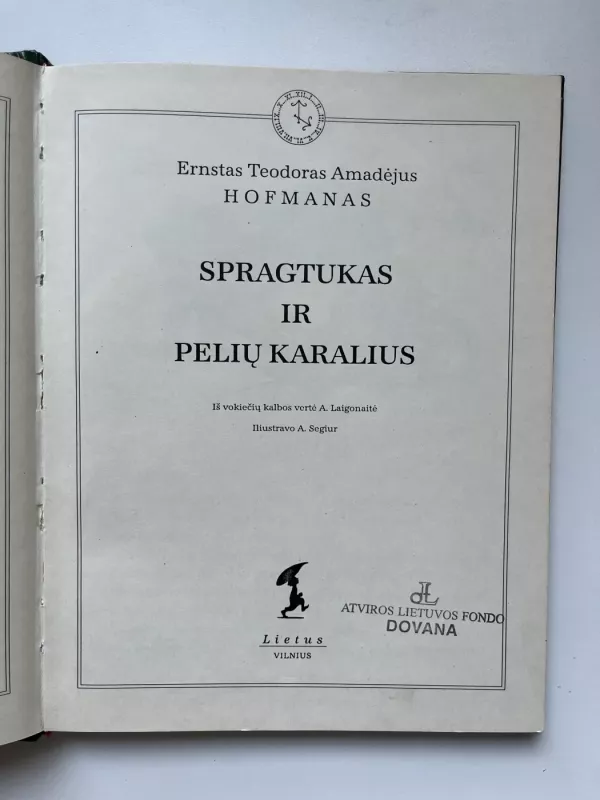 Ernstas Teodoras Amadėjus
HOFMANAS
SPRAGTUKAS
IR
PELIŲ KARALIUS
Iš vokiečių kalbos vertė A. Laigonaitė
Iliustravo A. Segiur
Lietus
VILNIUS
ATVIROS LIETUVOS FONDO
DOVANA